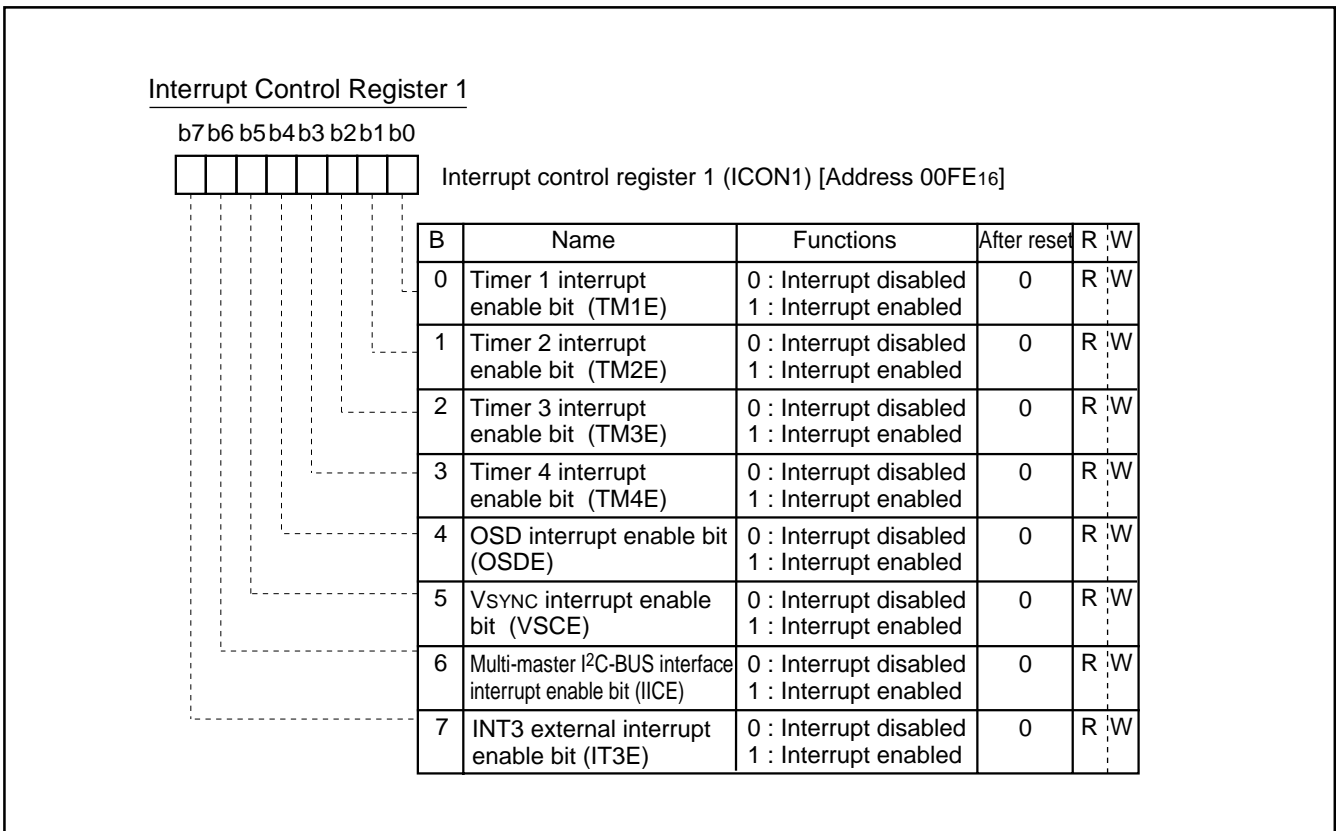 Interrupt Control Register 1
b7 b6 b5 b4 b3 b2 b1 b0
Interrupt control register 1 (ICON1) [Address 00FE16]
B Name Functions After reset R W
0 Timer 1 interrupt 0 : Interrupt disabled 0 R W
enable bit (TM1E) 1 : Interrupt enabled
1 Timer 2 interrupt 0 : Interrupt disabled 0 R W
enable bit (TM2E) 1 : Interrupt enabled
2 Timer 3 interrupt 0 : Interrupt disabled 0 R W
enable bit (TM3E) 1 : Interrupt enabled
3 Timer 4 interrupt 0 : Interrupt disabled 0 R W
enable bit (TM4E) 1 : Interrupt enabled
4 OSD interrupt enable bit 0 : Interrupt disabled 0 R W
(OSDE) 1 : Interrupt enabled
5 VSYNC interrupt enable 0 : Interrupt disabled 0 R W
bit (VSCE) 1 : Interrupt enabled
6 Multi-master I2C-BUS interface 0 : Interrupt disabled 0 R W
interrupt enable bit (IICE) 1 : Interrupt enabled
7 INT3 external interrupt 0 : Interrupt disabled 0 R W
enable bit (IT3E) 1 : Interrupt enabled